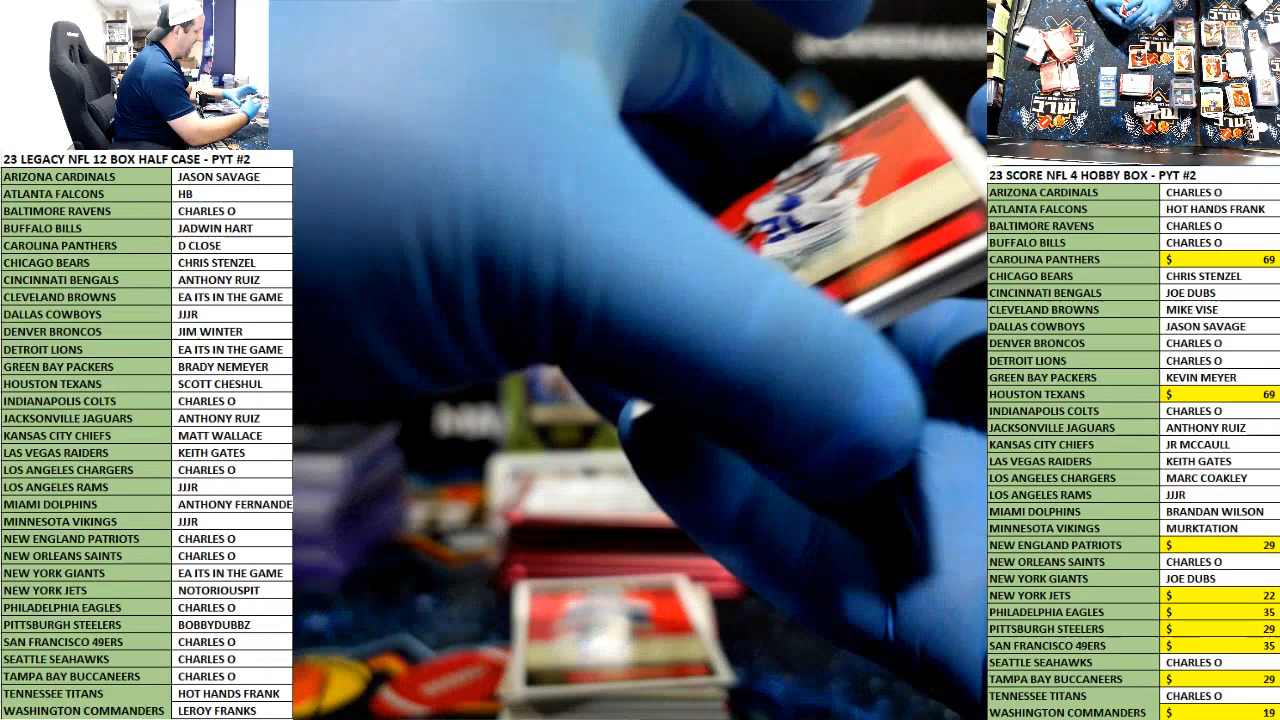 23 LEGACY NFL 12 BOX HALF CASE - PYT #2
ARIZONA CARDINALS JASON SAVAGE
ATLANTA FALCONS HB
BALTIMORE RAVENS CHARLES O
BUFFALO BILLS JADWIN HART
CAROLINA PANTHERS D CLOSE
CHICAGO BEARS CHRIS STENZEL
CINCINNATI BENGALS ANTHONY RUIZ
CLEVELAND BROWNS EA ITS IN THE GAME
DALLAS COWBOYS JJJR
DENVER BRONCOS JIM WINTER
DETROIT LIONS EA ITS IN THE GAME
GREEN BAY PACKERS BRADY NEMEYER
HOUSTON TEXANS SCOTT CHESHUL
INDIANAPOLIS COLTS CHARLES O
JACKSONVILLE JAGUARS ANTHONY RUIZ
KANSAS CITY CHIEFS MATT WALLACE
LAS VEGAS RAIDERS KEITH GATES
LOS ANGELES CHARGERS CHARLES O
LOS ANGELES RAMS JJJR
MIAMI DOLPHINS ANTHONY FERNANDE
MINNESOTA VIKINGS JJJR
NEW ENGLAND PATRIOTS CHARLES O
NEW ORLEANS SAINTS CHARLES O
NEW YORK GIANTS EA ITS IN THE GAME
NEW YORK JETS NOTORIOUSPIT
PHILADELPHIA EAGLES CHARLES O
PITTSBURGH STEELERS BOBBYDUBBZ
SAN FRANCISCO 49ERS CHARLES O
SEATTLE SEAHAWKS CHARLES O
TAMPA BAY BUCCANEERS CHARLES O
TENNESSEE TITANS HOT HANDS FRANK
WASHINGTON COMMANDERS LEROY FRANKS
23 SCORE NFL 4 HOBBY BOX - PYT #2
ARIZONA CARDINALS CHARLES O
ATLANTA FALCONS HOT HANDS FRANK
BALTIMORE RAVENS CHARLES O
BUFFALO BILLS CHARLES O
CAROLINA PANTHERS $ 69
CHICAGO BEARS CHRIS STENZEL
CINCINNATI BENGALS JOE DUBS
CLEVELAND BROWNS MIKE VISE
DALLAS COWBOYS JASON SAVAGE
DENVER BRONCOS CHARLES O
DETROIT LIONS CHARLES O
GREEN BAY PACKERS KEVIN MEYER
HOUSTON TEXANS $ 69
INDIANAPOLIS COLTS CHARLES O
JACKSONVILLE JAGUARS ANTHONY RUIZ
KANSAS CITY CHIEFS JR MCCAULL
LAS VEGAS RAIDERS KEITH GATES
LOS ANGELES CHARGERS MARC COAKLEY
LOS ANGELES RAMS JJJR
MIAMI DOLPHINS BRANDAN WILSON
MINNESOTA VIKINGS MURKTATION
NEW ENGLAND PATRIOTS $ 29
NEW ORLEANS SAINTS CHARLES O
NEW YORK GIANTS JOE DUBS
NEW YORK JETS $ 22
PHILADELPHIA EAGLES $ 35
PITTSBURGH STEELERS $ 29
SAN FRANCISCO 49ERS $ 35
SEATTLE SEAHAWKS CHARLES O
TAMPA BAY BUCCANEERS $ 29
TENNESSEE TITANS CHARLES O
WASHINGTON COMMANDERS $ 19